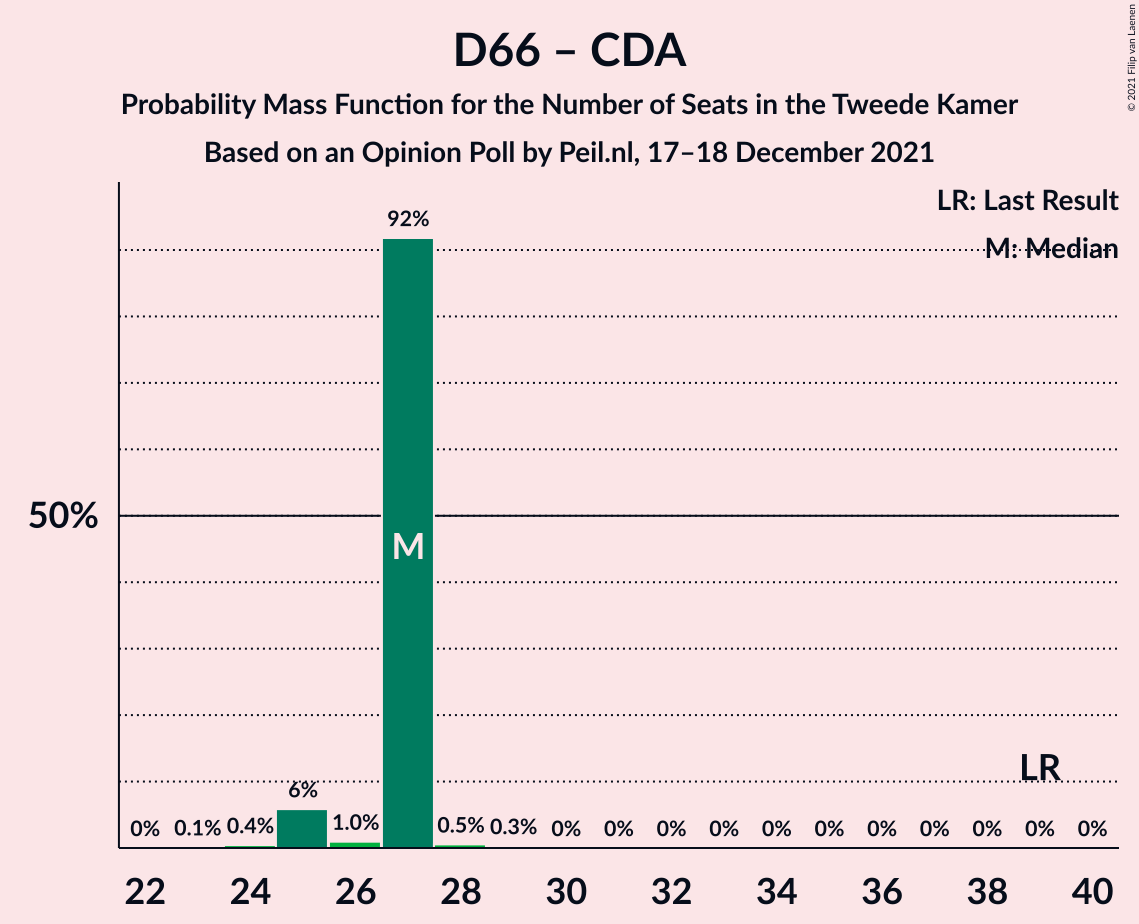 D66 – CDA
Probability Mass Function for the Number of Seats in the Tweede Kamer
Based on an Opinion Poll by Peil.nl, 17–18 December 2021
© 2021 Filip van Laenen
LR: Last Result
M: Median
92%
50%
M
LR
6%
0% 0.1% 0.4% 1.0% 0.5% 0.3% 0% 0% 0% 0% 0% 0% 0% 0% 0% 0% 0%
22 24 26 28 30 32 34 36 38 40